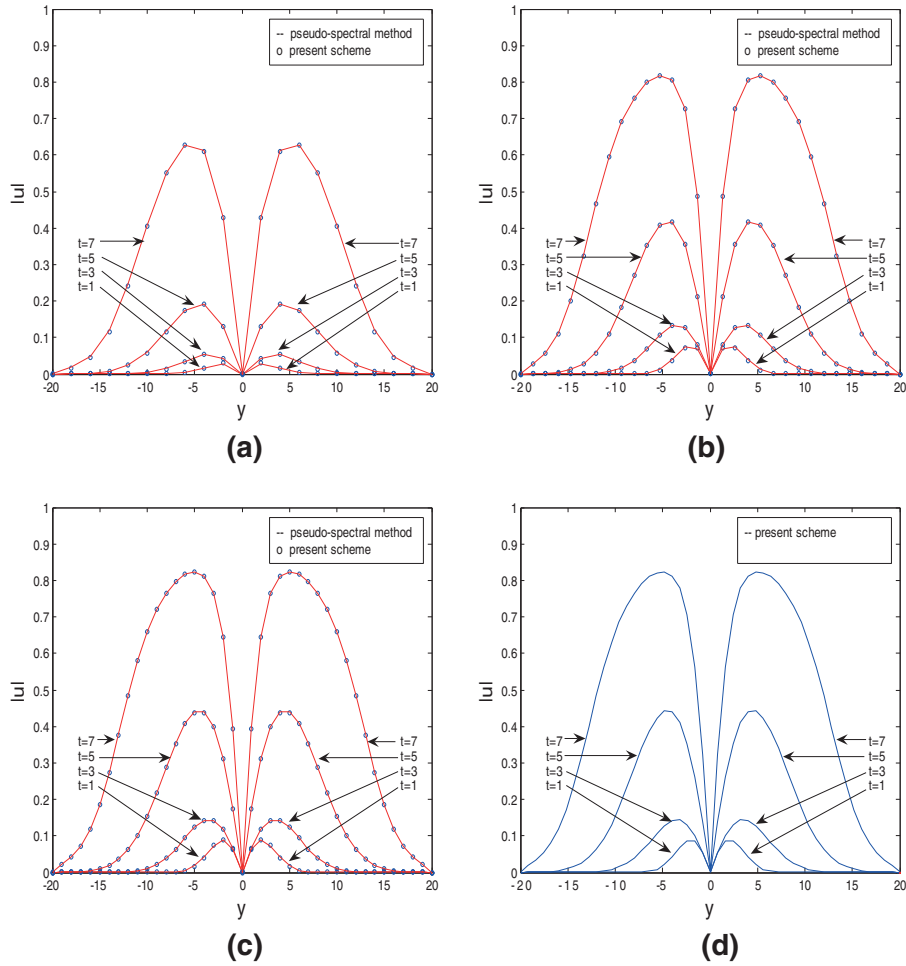 1
0.9
0.8
0.7
0.6
0.5
0.4
0.3
0.2
0.1
0
|u|
-- pseudo-spectral method
o present scheme
t=7
t=5
t=3
t=1
t=7
t=5
t=3
t=1
-20 -15 -10 -5 0 5 10 15 20
y
(a)
1
0.9
0.8
0.7
0.6
0.5
0.4
0.3
0.2
0.1
0
|u|
-- pseudo-spectral method
o present scheme
t=7
t=5
t=3
t=1
t=7
t=5
t=3
t=1
-20 -15 -10 -5 0 5 10 15 20
y
(b)
1
0.9
0.8
0.7
0.6
0.5
0.4
0.3
0.2
0.1
0
|u|
-- pseudo-spectral method
o present scheme
t=7
t=5
t=3
t=1
t=7
t=5
t=3
t=1
-20 -15 -10 -5 0 5 10 15 20
y
(c)
1
0.9
0.8
0.7
0.6
0.5
0.4
0.3
0.2
0.1
0
|u|
-- present scheme
t=7
t=5
t=3
t=1
t=7
t=5
t=3
t=1
-20 -15 -10 -5 0 5 10 15 20
y
(d)